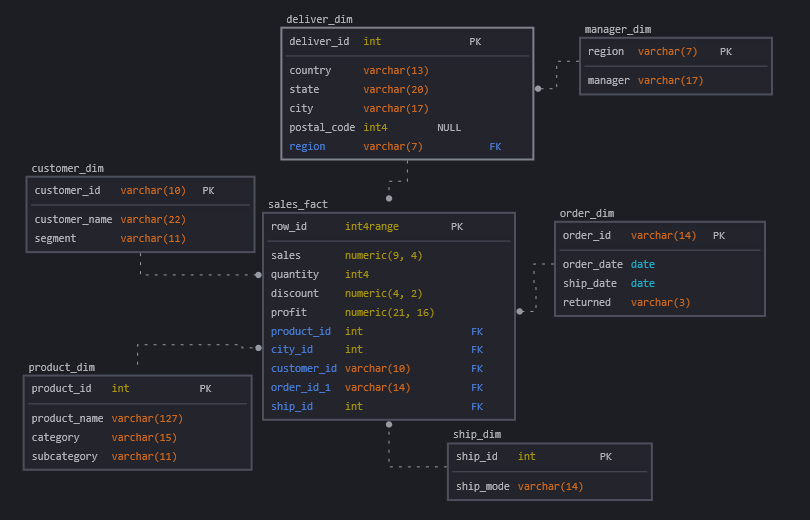 deliver_dim
deliver_id int PK
country varchar(13)
state varchar(20)
city varchar(17)
postal_code int4 NULL
region varchar(7) FK
manager_dim
region varchar(7) PK
manager varchar(17)
customer_dim
customer_id varchar(10) PK
customer_name varchar(22)
segment varchar(11)
sales_fact
row_id int4range PK
sales numeric(9, 4)
quantity int4
discount numeric(4, 2)
profit numeric(21, 16)
product_id int FK
city_id int FK
customer_id varchar(10) FK
order_id_1 varchar(14) FK
ship_id int FK
order_dim
order_id varchar(14) PK
order_date date
ship_date date
returned varchar(3)
product_dim
product_id int PK
product_name varchar(127)
category varchar(15)
subcategory varchar(11)
ship_dim
ship_id int PK
ship_mode varchar(14)